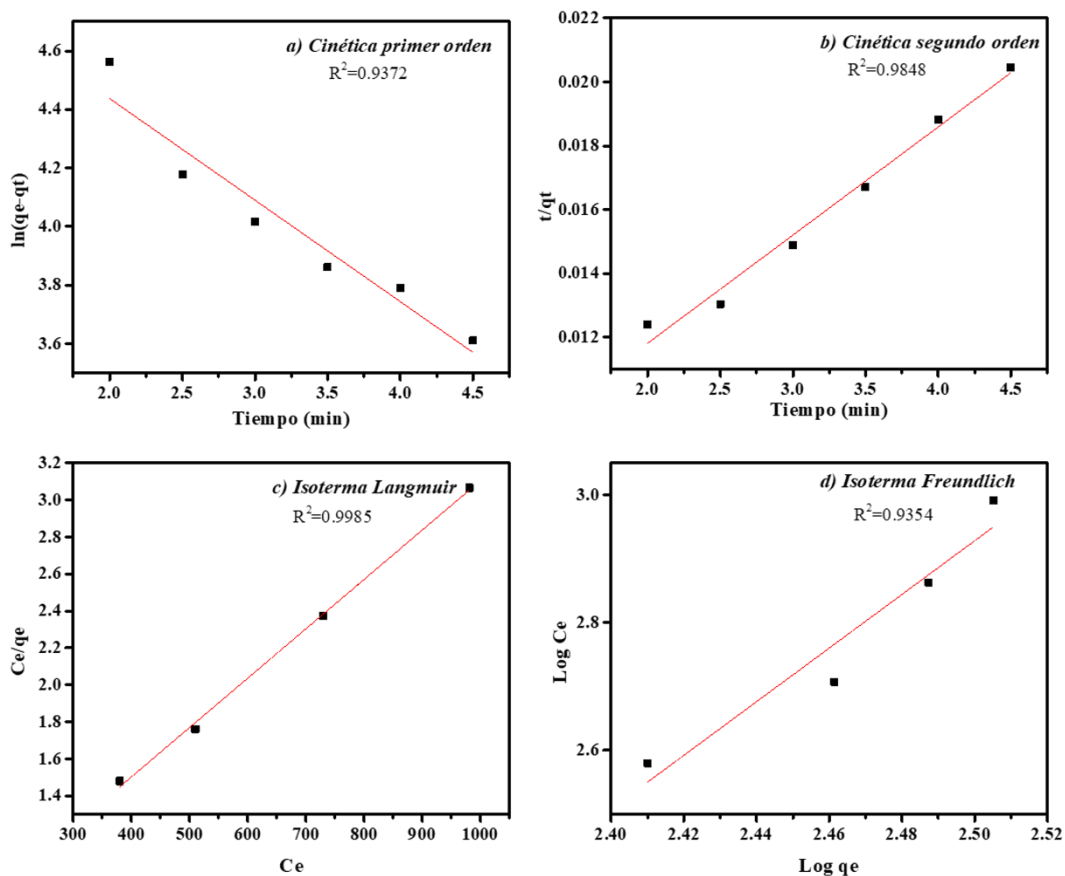 a) Cinética primer orden
R²=0.9372
4.6
4.4
4.2
4.0
3.8
3.6
ln(qe-qt)
2.0 2.5 3.0 3.5 4.0 4.5
Tiempo (min)
b) Cinética segundo orden
R²=0.9848
0.022
0.020
0.018
0.016
0.014
0.012
t/qt
2.0 2.5 3.0 3.5 4.0 4.5
Tiempo (min)
c) Isoterma Langmuir
R²=0.9985
3.2
3.0
2.8
2.6
2.4
2.2
2.0
1.8
1.6
1.4
Ce/qe
300 400 500 600 700 800 900 1000
Ce
d) Isoterma Freundlich
R²=0.9354
3.0
2.8
2.6
Log Ce
2.40 2.42 2.44 2.46 2.48 2.50 2.52
Log qe